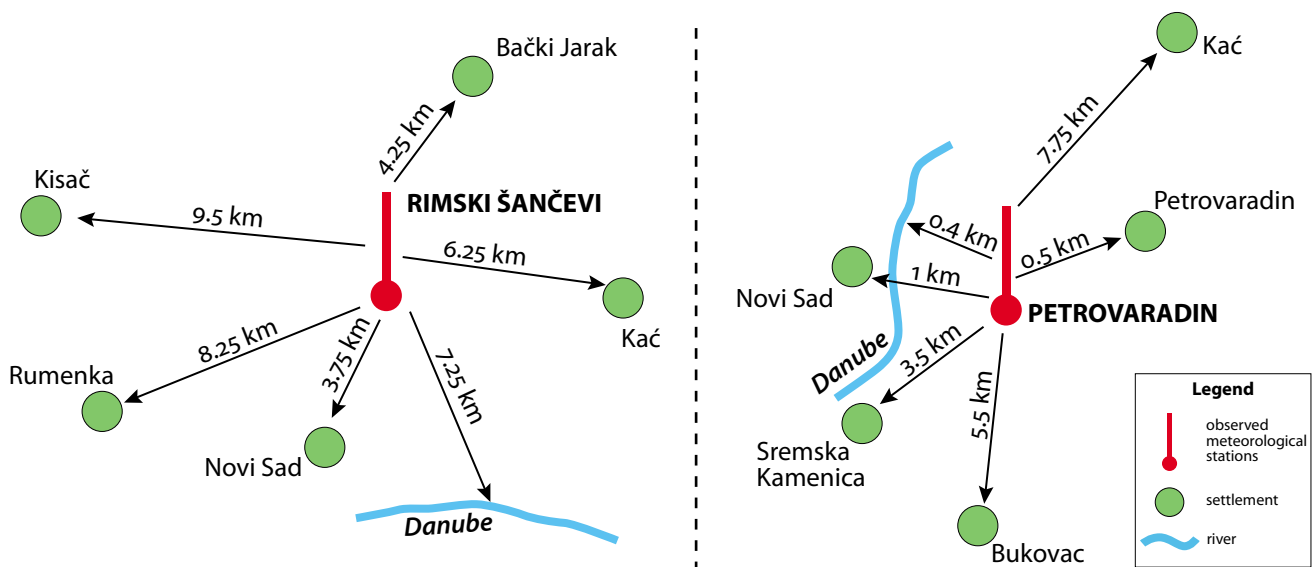 Bački Jarak
4.25 km
Kisač
9.5 km
RIMSKI ŠANČEVI
6.25 km
Kać
8.25 km
Rumenka
3.75 km
Novi Sad
7.25 km
Danube
Kać
7.75 km
Petrovaradin
0.4 km
0.5 km
Novi Sad
1 km
PETROVARADIN
Danube
3.5 km
Sremska
Kamenica
5.5 km
Bukovac
Legend
observed
meteorological
stations
settlement
river